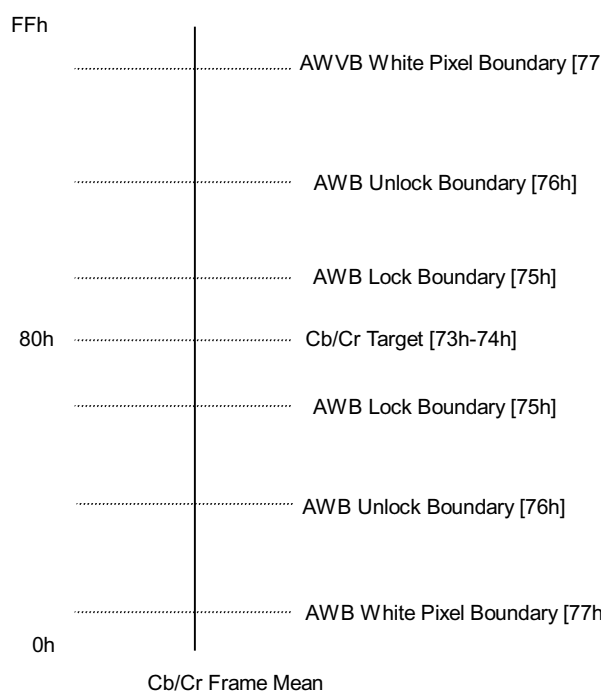 FFh
AWVB White Pixel Boundary [77
AWB Unlock Boundary [76h]
AWB Lock Boundary [75h]
80h Cb/Cr Target [73h-74h]
AWB Lock Boundary [75h]
AWB Unlock Boundary [76h]
AWB White Pixel Boundary [77h
0h
Cb/Cr Frame Mean